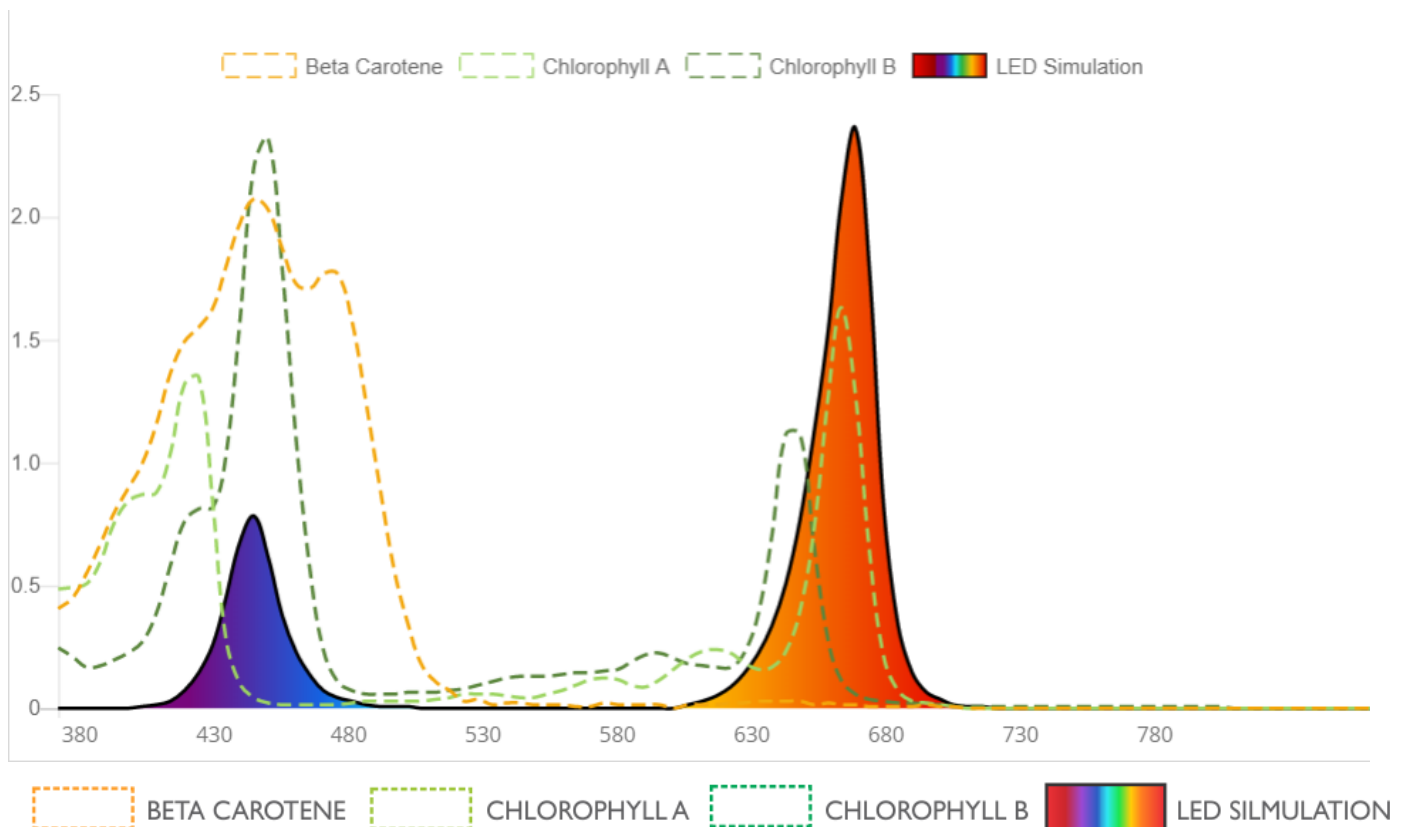 Beta Carotene Chlorophyll A Chlorophyll B LED Simulation
2.5
2.0
1.5
1.0
0.5
0
380 430 480 530 580 630 680 730 780
BETA CAROTENE CHLOROPHYLL A CHLOROPHYLL B LED SILMULATION